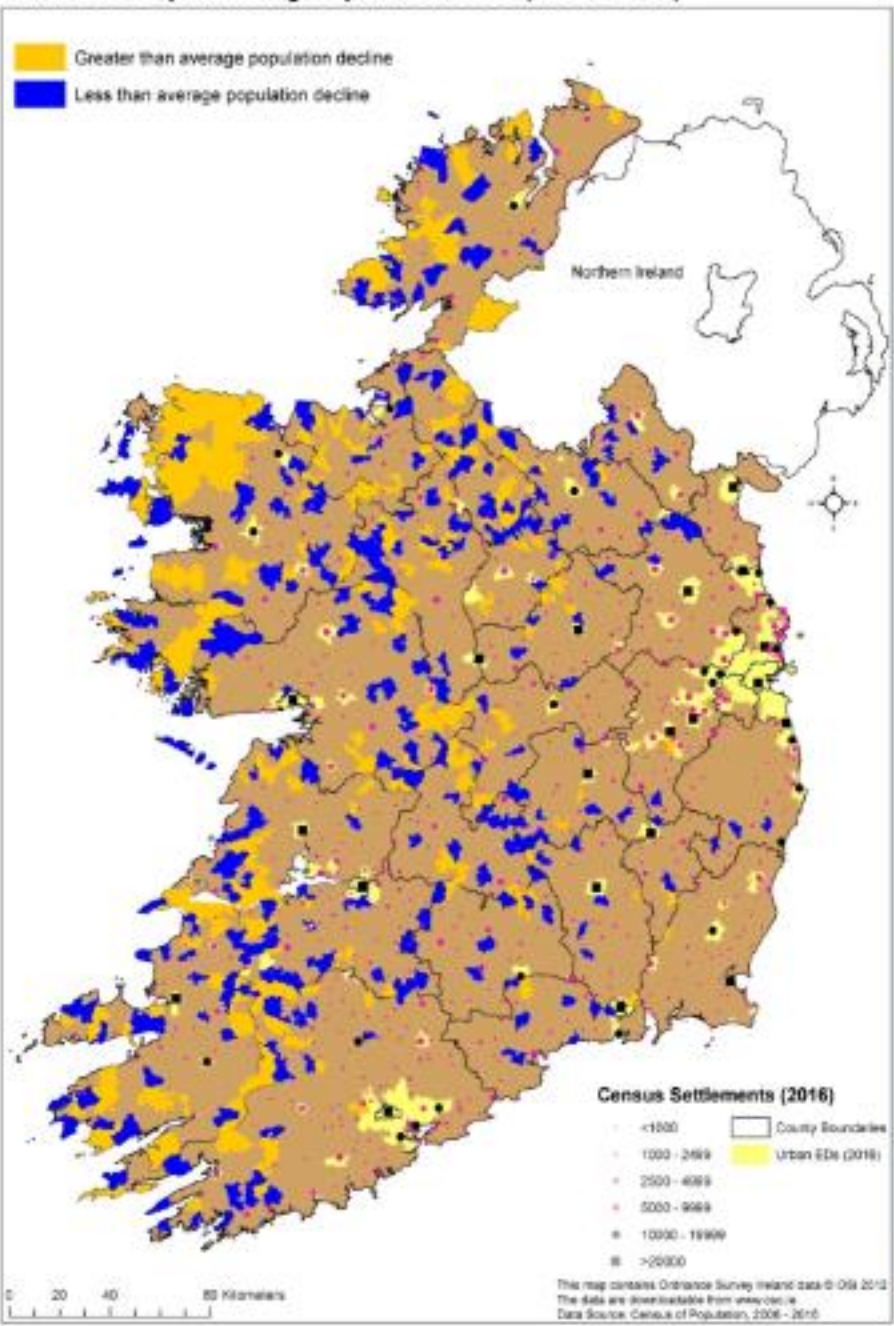 Greater than average population decline
Less than average population decline
Northern Ireland
Census Settlements (2016)
<1000
County Boundaries
1000 - 2499
Urban EDs (2016)
2500 - 4999
5000 - 9999
10000 - 19999
>20000
0 20 40 80 Kilometers
This map contains Ordnance Survey Ireland data © OSI 2012
The data are downloadable from www.cso.ie
Data Source: Census of Population, 2006 - 2016